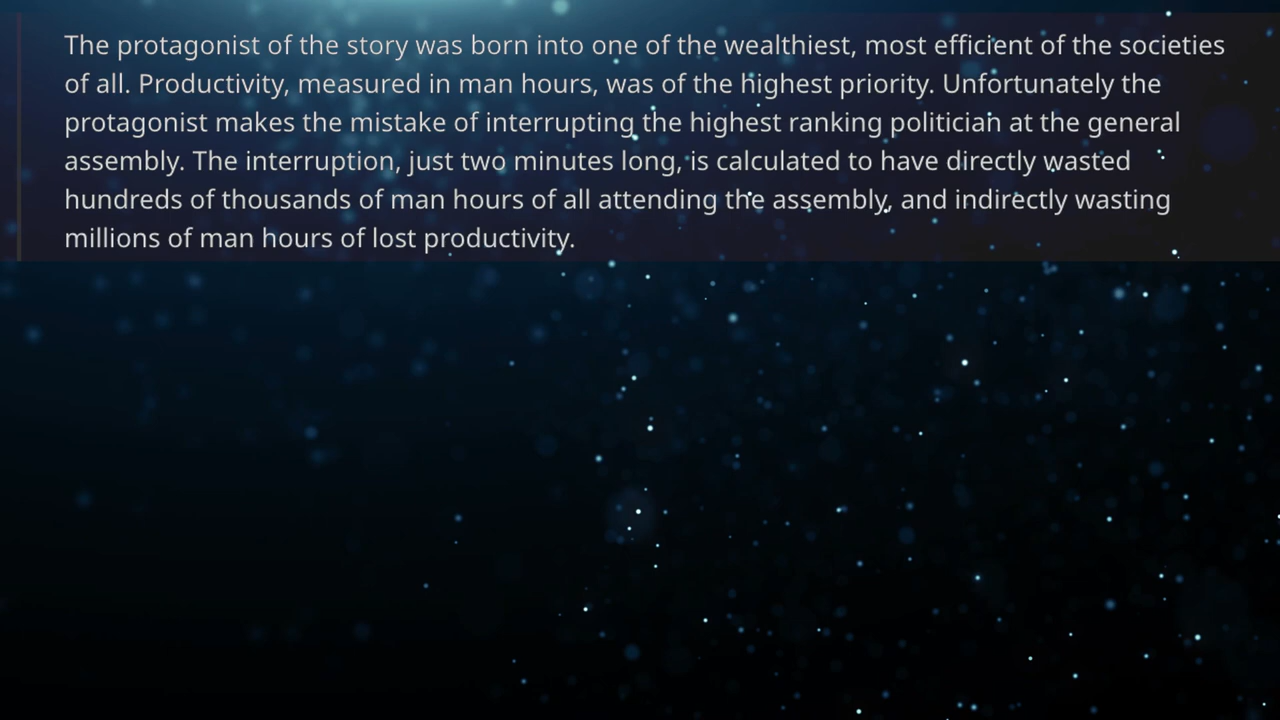 The protagonist of the story was born into one of the wealthiest, most efficient of the societies
of all. Productivity, measured in man hours, was of the highest priority. Unfortunately the
protagonist makes the mistake of interrupting the highest ranking politician at the general
assembly. The interruption, just two minutes long, is calculated to have directly wasted
hundreds of thousands of man hours of all attending the assembly, and indirectly wasting
millions of man hours of lost productivity.